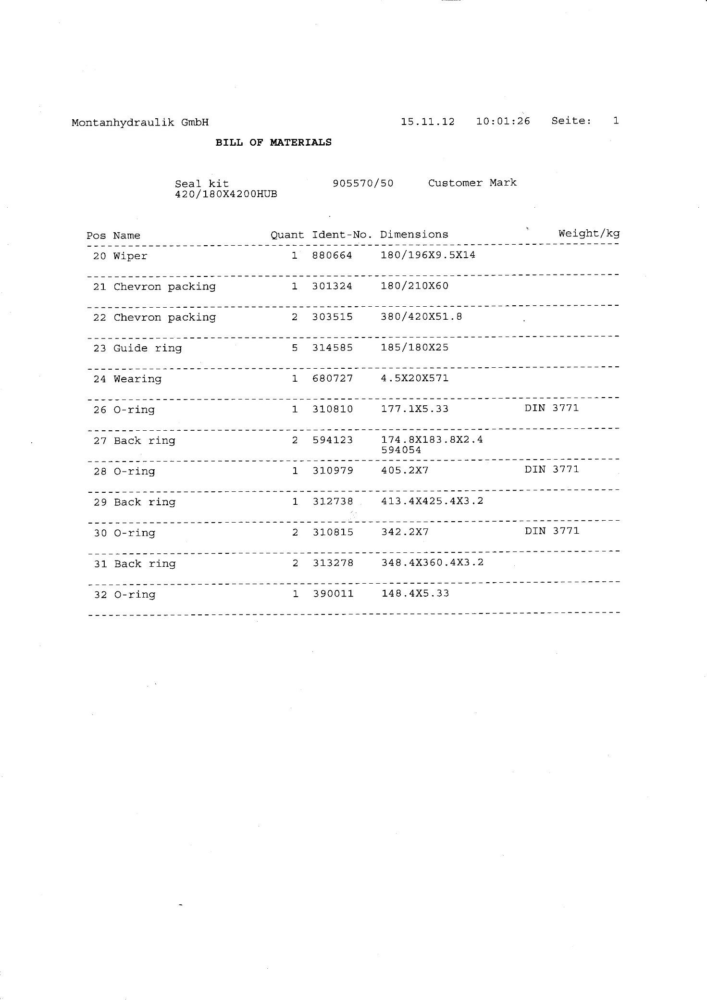 Montanhydraulik GmbH 15.11.12 10:01:26 Seite: 1
BILL OF MATERIALS
Seal kit 905570/50 Customer Mark
420/180X4200HUB
Pos Name Quant Ident-No. Dimensions Weight/kg
20 Wiper 1 880664 180/196X9.5X14
21 Chevron packing 1 301324 180/210X60
22 Chevron packing 2 303515 380/420X51.8
23 Guide ring 5 314585 185/180X25
24 Wearing 1 680727 4.5X20X571
26 O-ring 1 310810 177.1X5.33 DIN 3771
27 Back ring 2 594123 174.8X183.8X2.4
594054
28 O-ring 1 310979 405.2X7 DIN 3771
29 Back ring 1 312738 413.4X425.4X3.2
30 O-ring 2 310815 342.2X7 DIN 3771
31 Back ring 2 313278 348.4X360.4X3.2
32 O-ring 1 390011 148.4X5.33